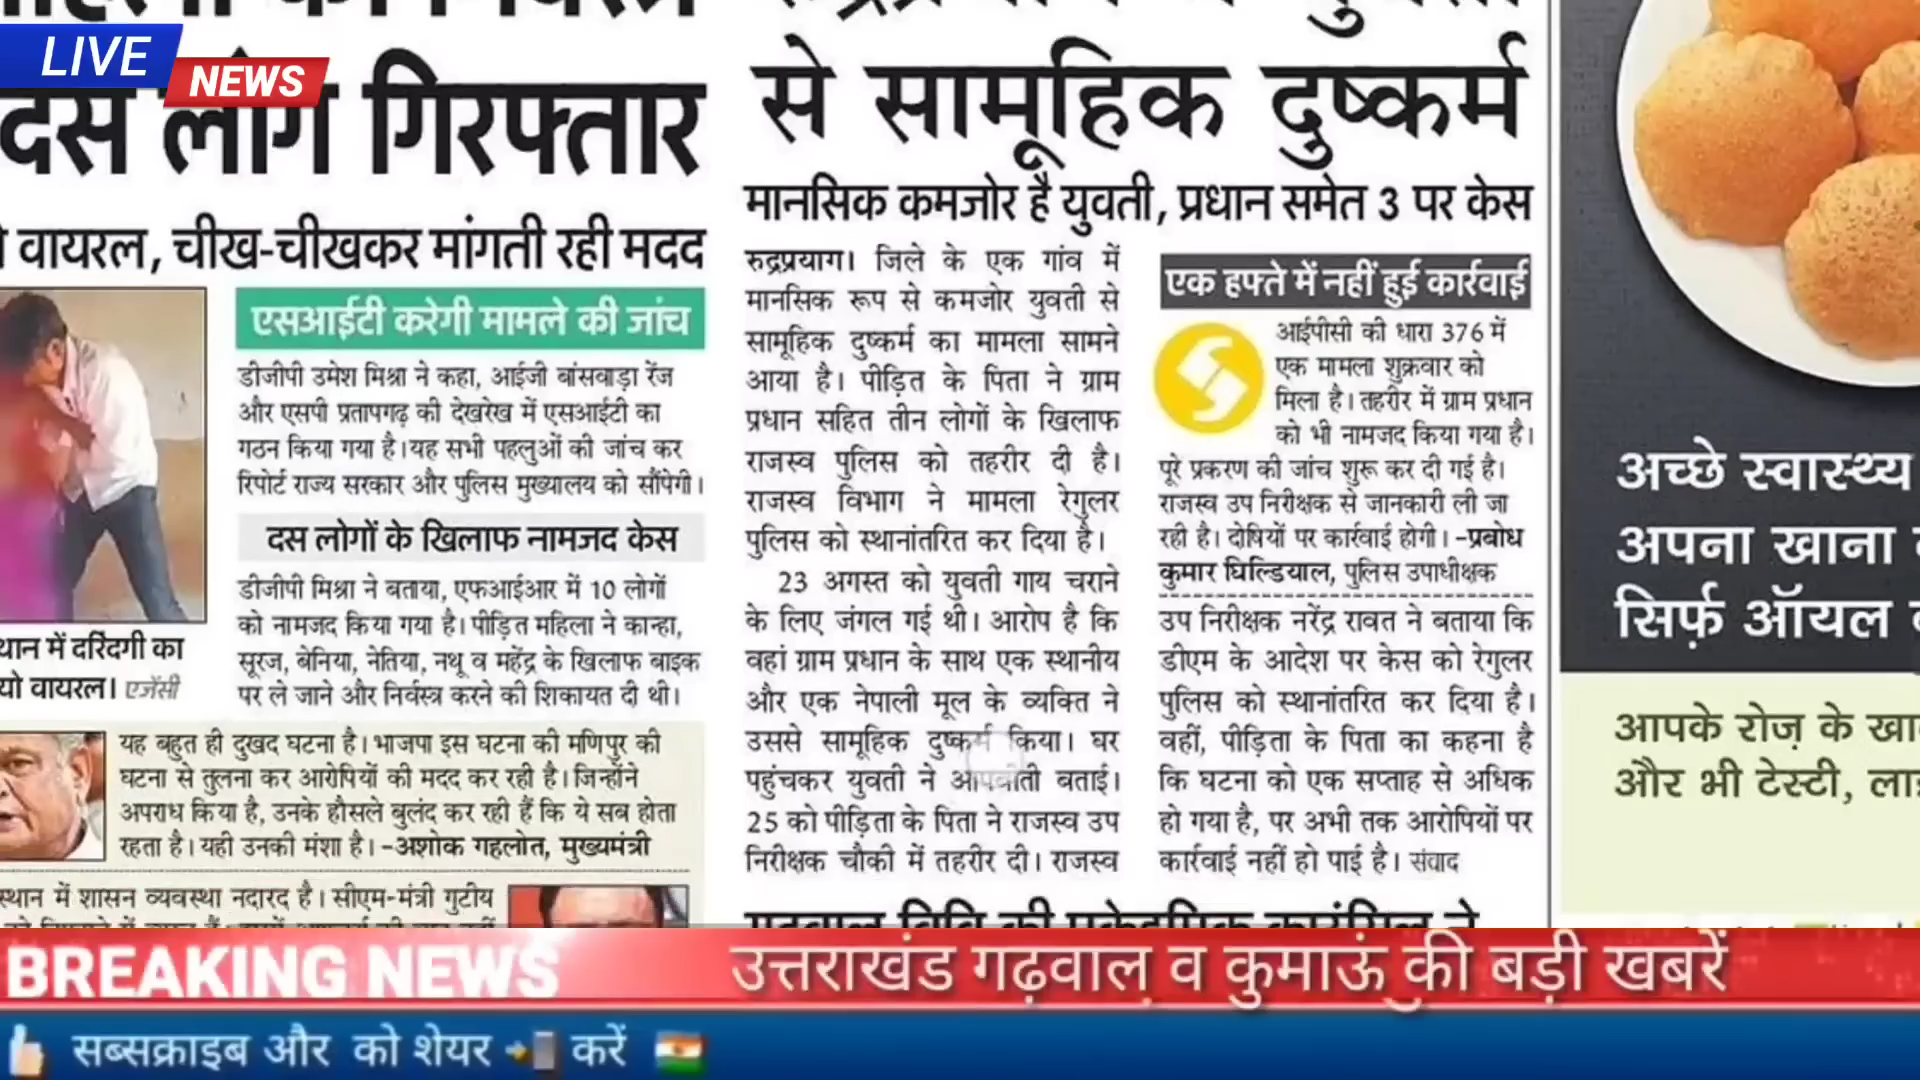 LIVE
NEWS
दस लोग गिरफ्तार
वायरल, चीख-चीखकर मांगती रही मदद
एसआईटी करेगी मामले की जांच
डीजीपी उमेश मिश्रा ने कहा, आईजी बांसवाड़ा रेंज
और एसपी प्रतापगढ़ की देखरेख में एसआईटी का
गठन किया गया है। यह सभी पहलुओं की जांच कर
रिपोर्ट राज्य सरकार और पुलिस मुख्यालय को सौंपेगी।
दस लोगों के खिलाफ नामजद केस
डीजीपी मिश्रा ने बताया, एफआईआर में 10 लोगों
को नामजद किया गया है। पीड़ित महिला ने कान्हा,
सूरज, बेनिया, नेतिया, नथू व महेंद्र के खिलाफ बाइक
पर ले जाने और निर्वस्त्र करने की शिकायत दी थी।
में दरिंदगी का
वायरल। एजेंसी
यह बहुत ही दुखद घटना है। भाजपा इस घटना की मणिपुर की
घटना से तुलना कर आरोपियों की मदद कर रही है। जिन्होंने
अपराध किया है, उनके हौसले बुलंद कर रही हैं कि ये सब होता
रहता है। यही उनकी मंशा है। -अशोक गहलोत, मुख्यमंत्री
में शासन व्यवस्था नदारद है। सीएम-मंत्री गुटीय
से सामूहिक दुष्कर्म
मानसिक कमजोर है युवती, प्रधान समेत 3 पर केस
रुद्रप्रयाग। जिले के एक गांव में
मानसिक रूप से कमजोर युवती से
सामूहिक दुष्कर्म का मामला सामने
आया है। पीड़ित के पिता ने ग्राम
प्रधान सहित तीन लोगों के खिलाफ
राजस्व पुलिस को तहरीर दी है।
राजस्व विभाग ने मामला रेगुलर
पुलिस को स्थानांतरित कर दिया है।
23 अगस्त को युवती गाय चराने
के लिए जंगल गई थी। आरोप है कि
वहां ग्राम प्रधान के साथ एक स्थानीय
और एक नेपाली मूल के व्यक्ति ने
उससे सामूहिक दुष्कर्म किया। घर
पहुंचकर युवती ने आपबीती बताई।
25 को पीड़िता के पिता ने राजस्व उप
निरीक्षक चौकी में तहरीर दी। राजस्व
एक हफ्ते में नहीं हुई कार्रवाई
आईपीसी की धारा 376 में
एक मामला शुक्रवार को
मिला है। तहरीर में ग्राम प्रधान
को भी नामजद किया गया है।
पूरे प्रकरण की जांच शुरू कर दी गई है।
राजस्व उप निरीक्षक से जानकारी ली जा
रही है। दोषियों पर कार्रवाई होगी। -प्रबोध
कुमार घिल्डियाल, पुलिस उपाधीक्षक
उप निरीक्षक नरेंद्र रावत ने बताया कि
डीएम के आदेश पर केस को रेगुलर
पुलिस को स्थानांतरित कर दिया है।
वहीं, पीड़िता के पिता का कहना है
कि घटना को एक सप्ताह से अधिक
हो गया है, पर अभी तक आरोपियों पर
कार्रवाई नहीं हो पाई है। संवाद
अच्छे स्वास्थ्य
अपना खाना
सिर्फ़ ऑयल
आपके रोज़ के
और भी टेस्टी,
BREAKING NEWS
उत्तराखंड गढ़वाल व कुमाऊं की बड़ी खबरें
सब्सक्राइब और को शेयर करें